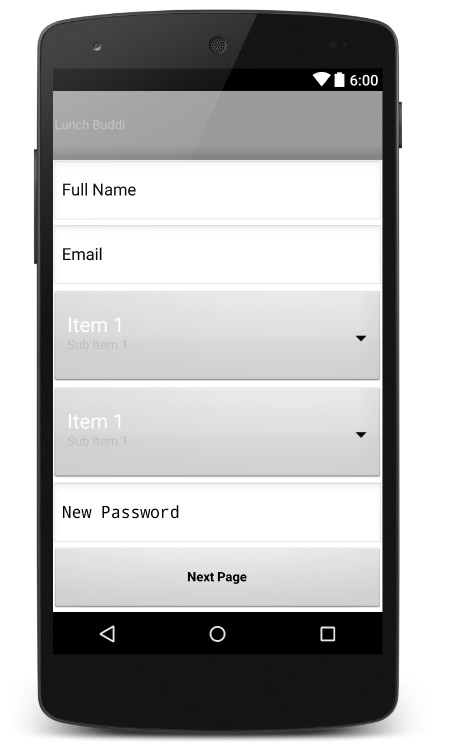 6:00
Lunch Buddi
Full Name
Email
Item 1
Sub Item 1
Item 1
Sub Item 1
New Password
Next Page